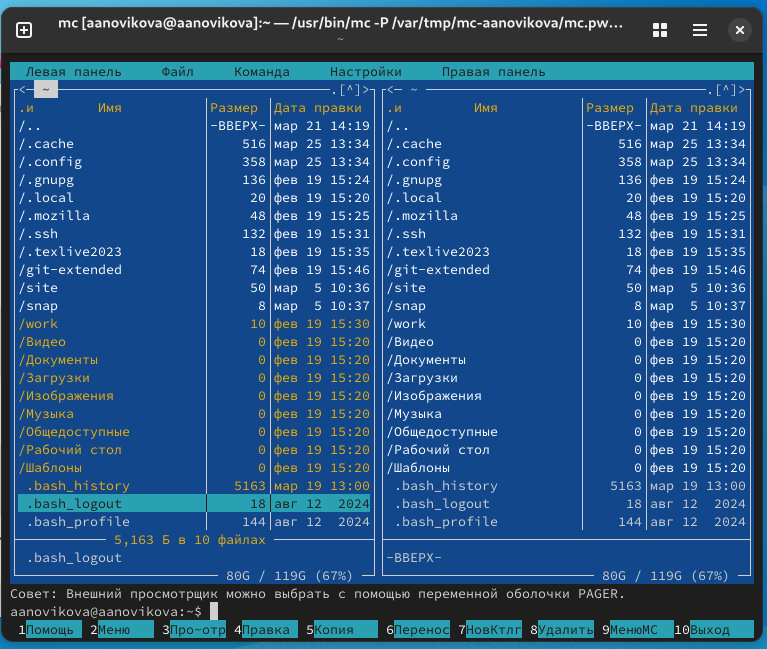 mc [aanovikova@aanovikova]:~ — /usr/bin/mc -P /var/tmp/mc-aanovikova/mc.pw…
~
Левая панель Файл Команда Настройки Правая панель
<— ~ .[^]> <— ~ .[^]>
.и Имя Размер Дата правки .и Имя Размер Дата правки
/.. -ВВЕРХ- мар 21 14:19 /.. -ВВЕРХ- мар 21 14:19
/.cache 516 мар 25 13:34 /.cache 516 мар 25 13:34
/.config 358 мар 25 13:34 /.config 358 мар 25 13:34
/.gnupg 136 фев 19 15:24 /.gnupg 136 фев 19 15:24
/.local 20 фев 19 15:20 /.local 20 фев 19 15:20
/.mozilla 48 фев 19 15:25 /.mozilla 48 фев 19 15:25
/.ssh 132 фев 19 15:31 /.ssh 132 фев 19 15:31
/.texlive2023 18 фев 19 15:35 /.texlive2023 18 фев 19 15:35
/git-extended 74 фев 19 15:46 /git-extended 74 фев 19 15:46
/site 50 мар 5 10:36 /site 50 мар 5 10:36
/snap 8 мар 5 10:37 /snap 8 мар 5 10:37
/work 10 фев 19 15:30 /work 10 фев 19 15:30
/Видео 0 фев 19 15:20 /Видео 0 фев 19 15:20
/Документы 0 фев 19 15:20 /Документы 0 фев 19 15:20
/Загрузки 0 фев 19 15:20 /Загрузки 0 фев 19 15:20
/Изображения 0 фев 19 15:20 /Изображения 0 фев 19 15:20
/Музыка 0 фев 19 15:20 /Музыка 0 фев 19 15:20
/Общедоступные 0 фев 19 15:20 /Общедоступные 0 фев 19 15:20
/Рабочий стол 0 фев 19 15:20 /Рабочий стол 0 фев 19 15:20
/Шаблоны 0 фев 19 15:20 /Шаблоны 0 фев 19 15:20
.bash_history 5163 мар 19 13:00 .bash_history 5163 мар 19 13:00
.bash_logout 18 авг 12 2024 .bash_logout 18 авг 12 2024
.bash_profile 144 авг 12 2024 .bash_profile 144 авг 12 2024
5,163 Б в 10 файлах
.bash_logout -ВВЕРХ-
80G / 119G (67%) 80G / 119G (67%)
Совет: Внешний просмотрщик можно выбрать с помощью переменной оболочки PAGER.
aanovikova@aanovikova:~$
1Помощь 2Меню 3Про~отр 4Правка 5Копия 6Перенос 7НовКтлг 8Удалить 9МенюМС 10Выход